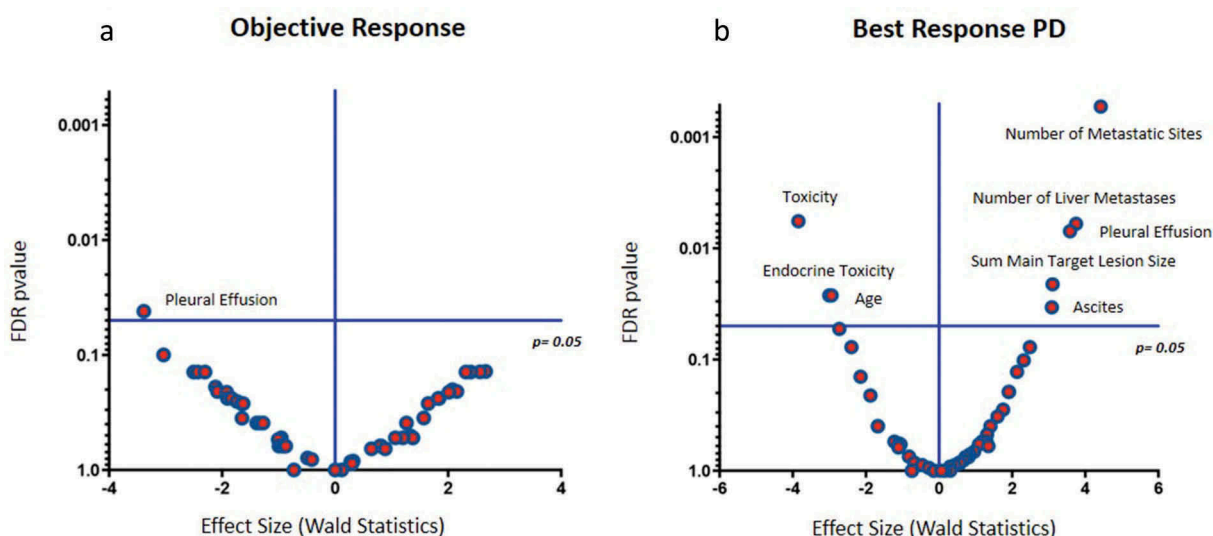 a
Objective Response
0.001
0.01
0.1
1.0
FDR pvalue
Pleural Effusion
p= 0.05
-4
-2
0
2
4
Effect Size (Wald Statistics)
b
Best Response PD
0.001
0.01
0.1
1.0
FDR pvalue
Number of Metastatic Sites
Toxicity
Number of Liver Metastases
Pleural Effusion
Sum Main Target Lesion Size
Endocrine Toxicity
Age
Ascites
p= 0.05
-6
-4
-2
0
2
4
6
Effect Size (Wald Statistics)